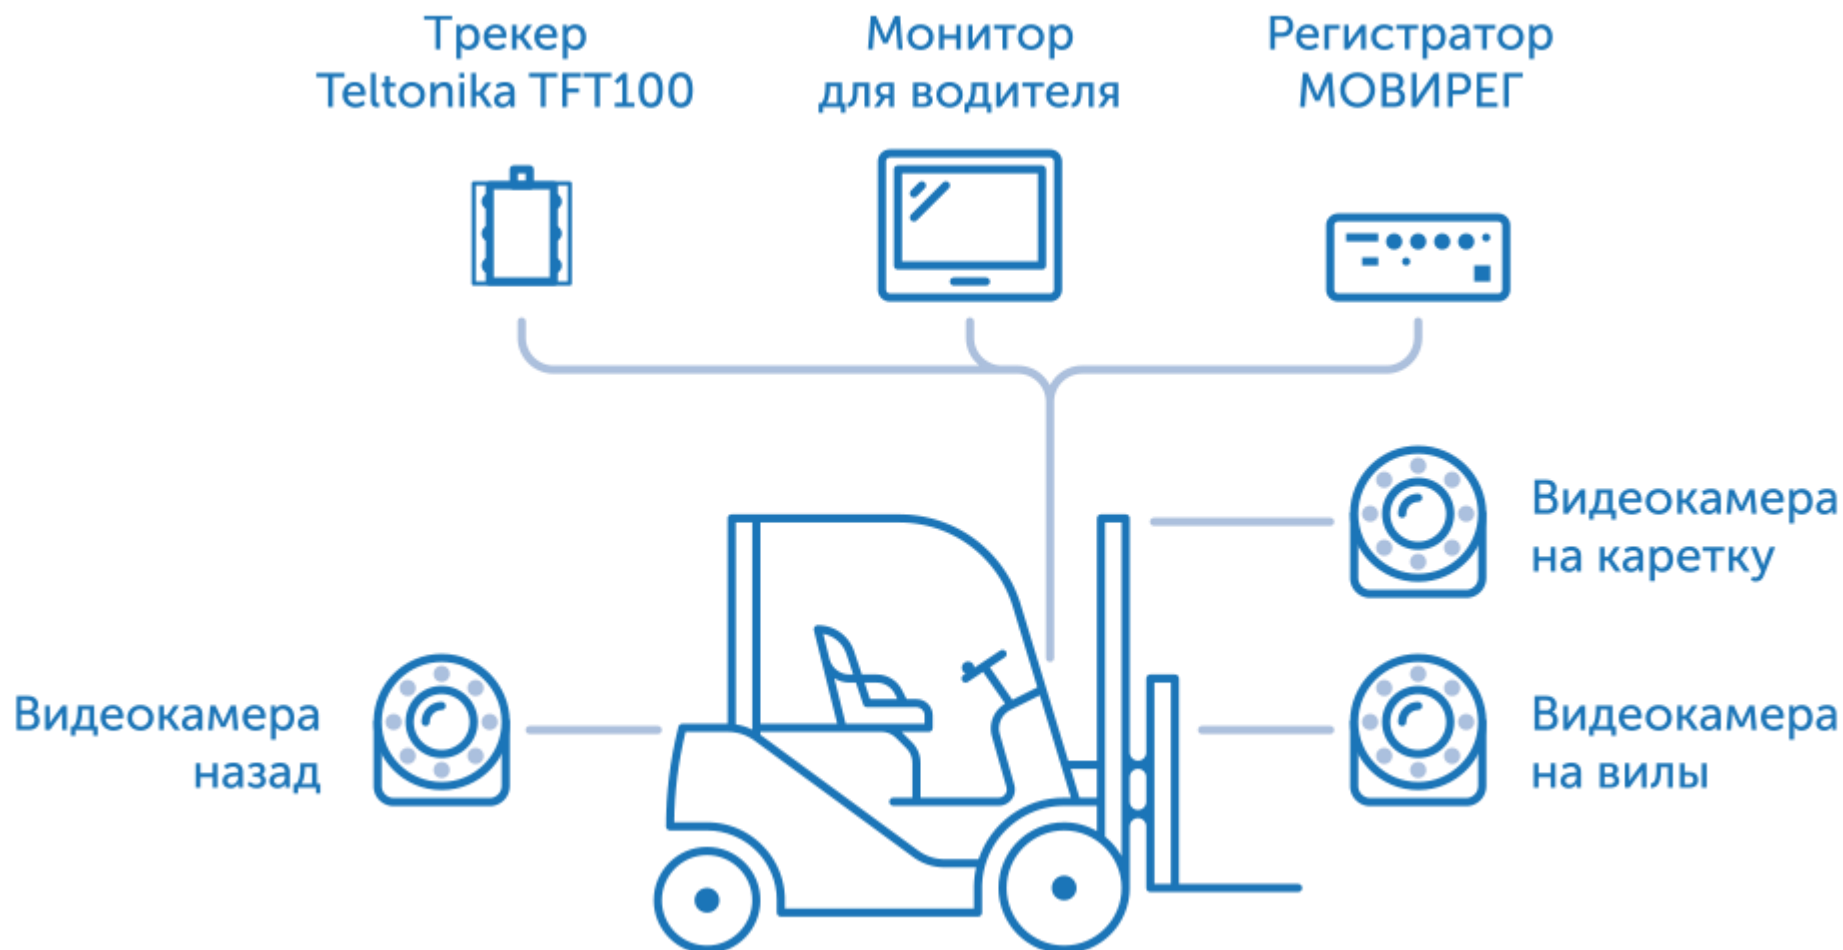 Трекер
Teltonika TFT100
Монитор
для водителя
Регистратор
МОВИРЕГ
Видеокамера
на каретку
Видеокамера
назад
Видеокамера
на вилы